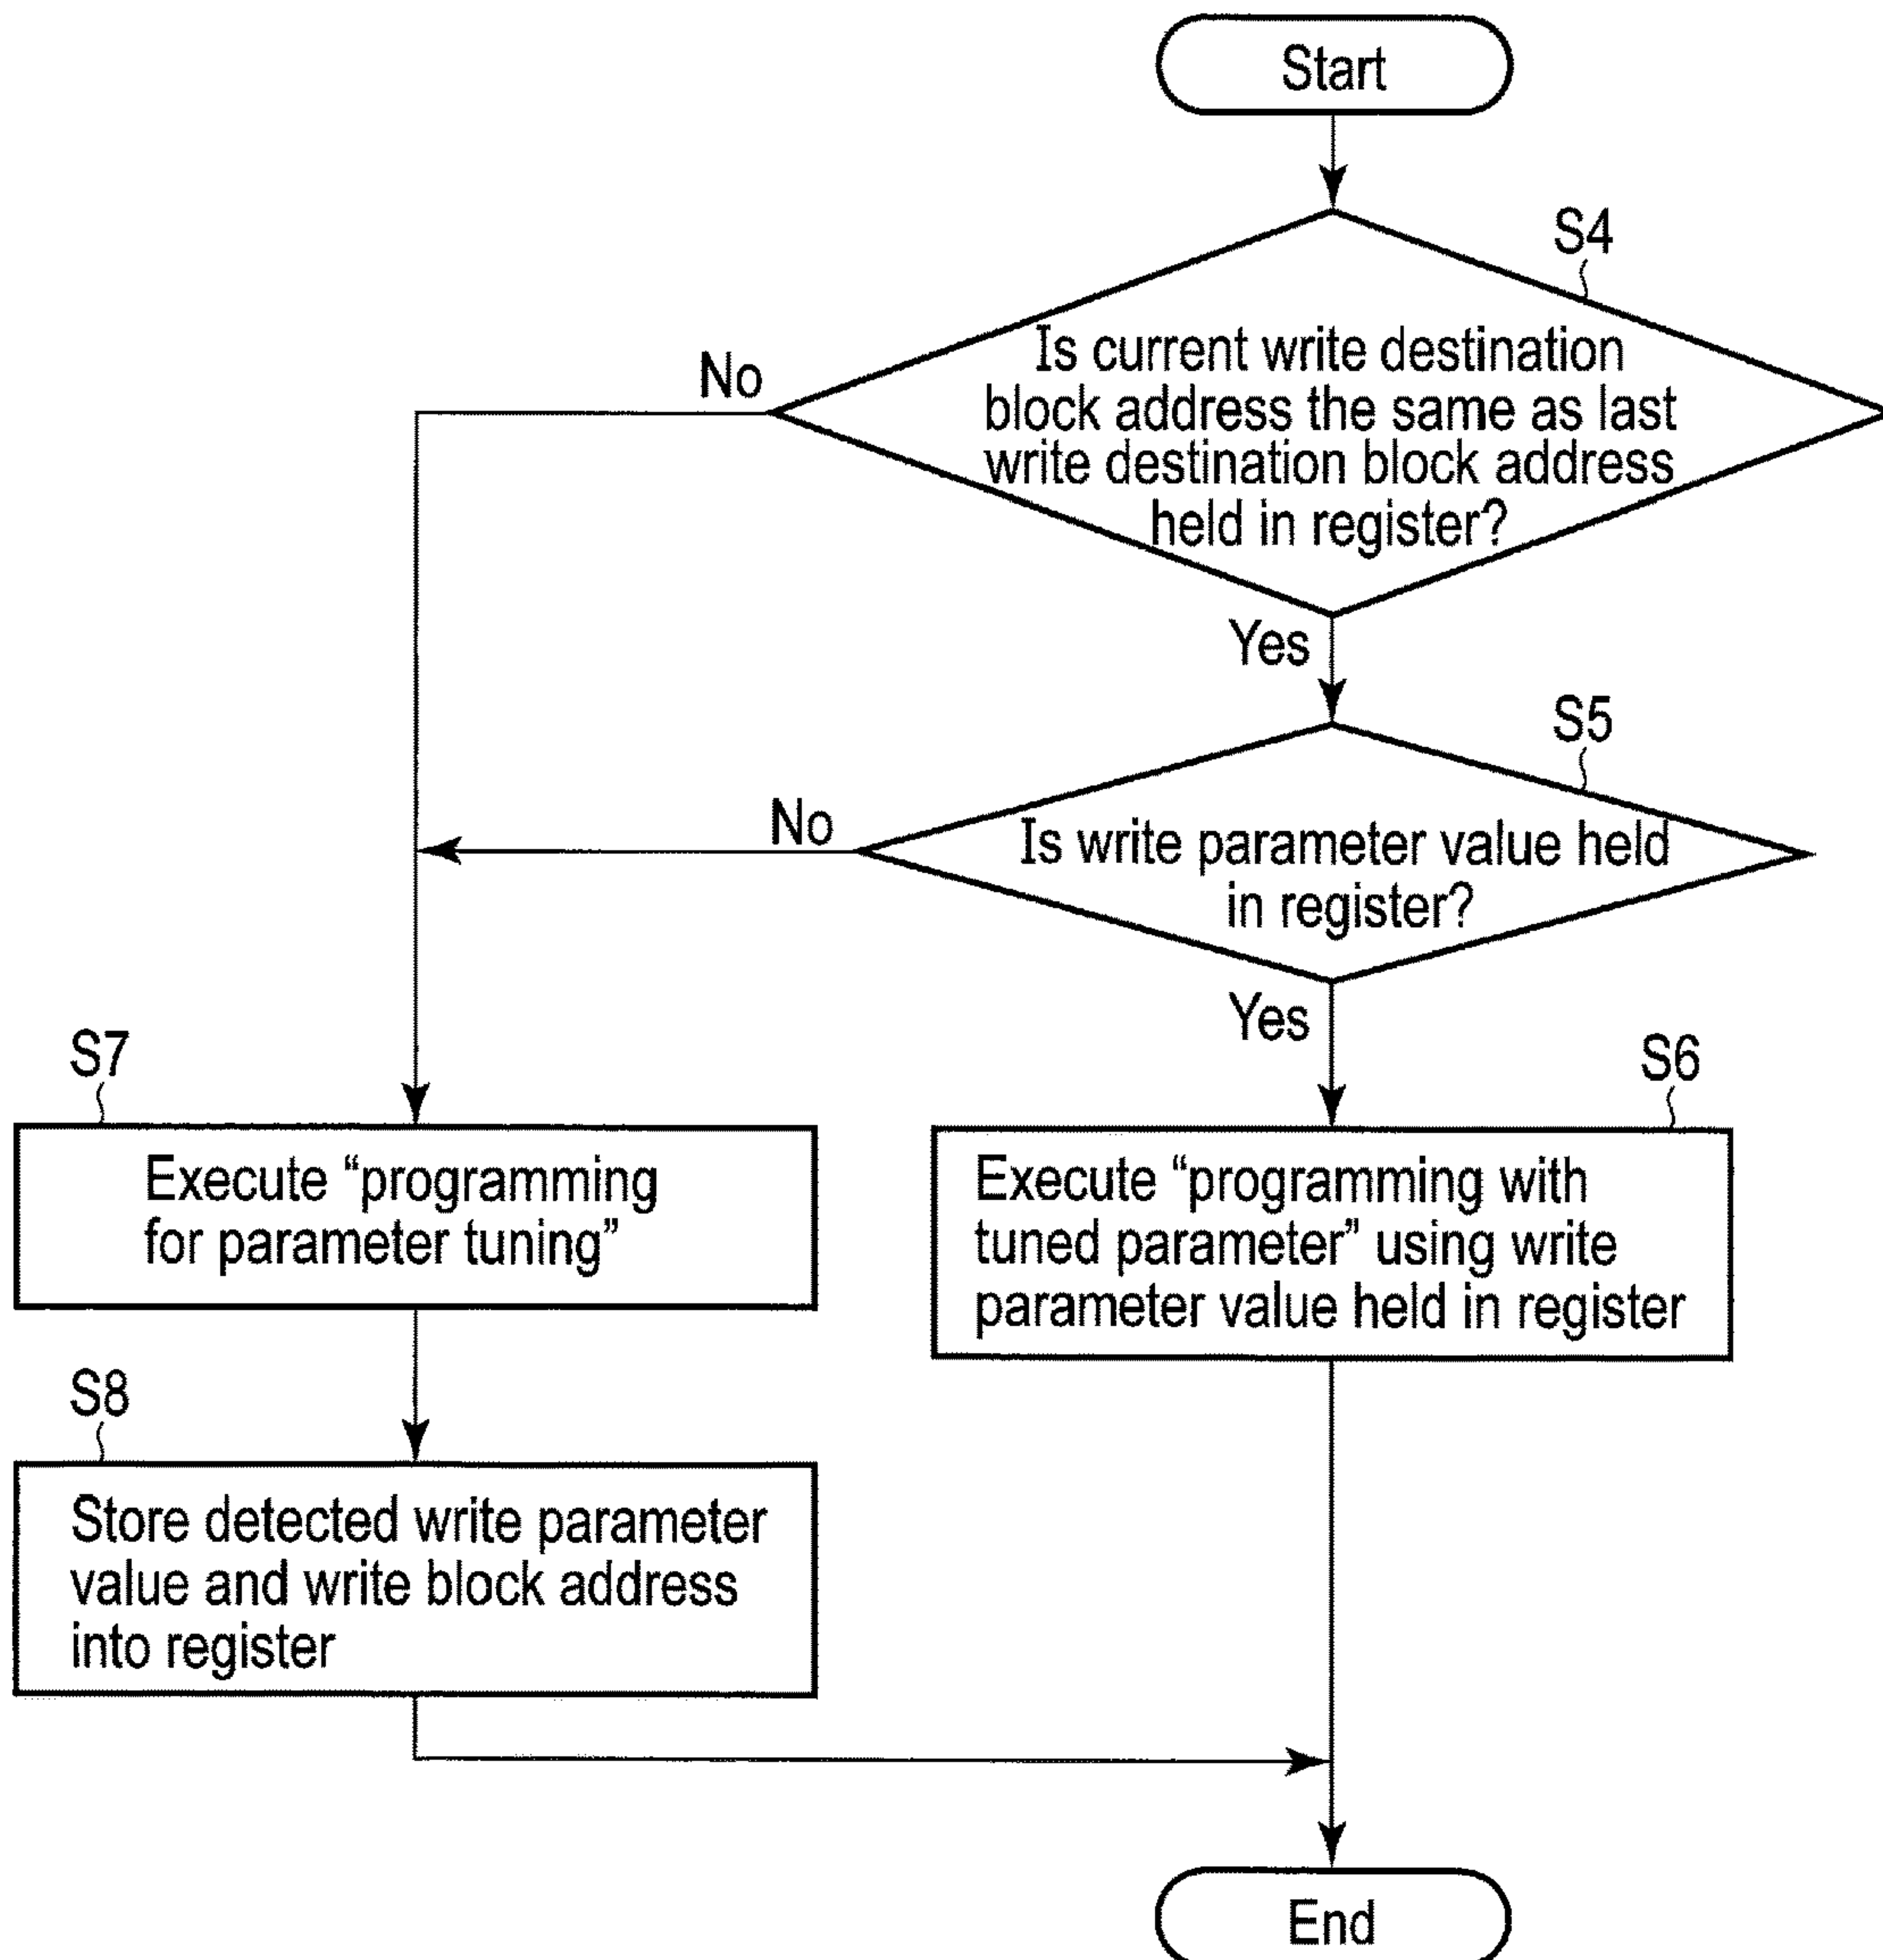 Start
S4
Is current write destination
block address the same as last
write destination block address
held in register?
No
Yes
S5
Is write parameter value held
in register?
No
Yes
S7
Execute “programming
for parameter tuning”
S6
Execute “programming with
tuned parameter” using write
parameter value held in register
S8
Store detected write parameter
value and write block address
into register
End